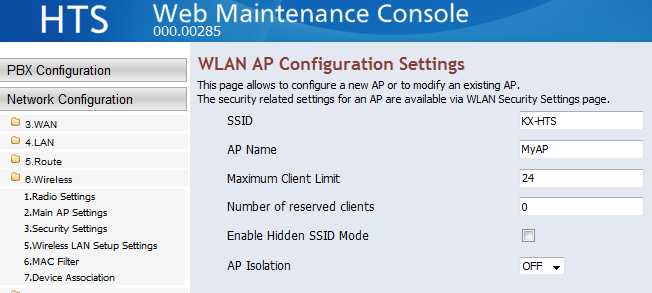 HTS
Web Maintenance Console
000.00285
PBX Configuration
Network Configuration
3.WAN
4.LAN
5.Route
6.Wireless
1.Radio Settings
2.Main AP Settings
3.Security Settings
5.Wireless LAN Setup Settings
6.MAC Filter
7.Device Association
WLAN AP Configuration Settings
This page allows to configure a new AP or to modify an existing AP.
The security related settings for an AP are available via WLAN Security Settings page.
SSID KX-HTS
AP Name MyAP
Maximum Client Limit 24
Number of reserved clients 0
Enable Hidden SSID Mode
AP Isolation OFF